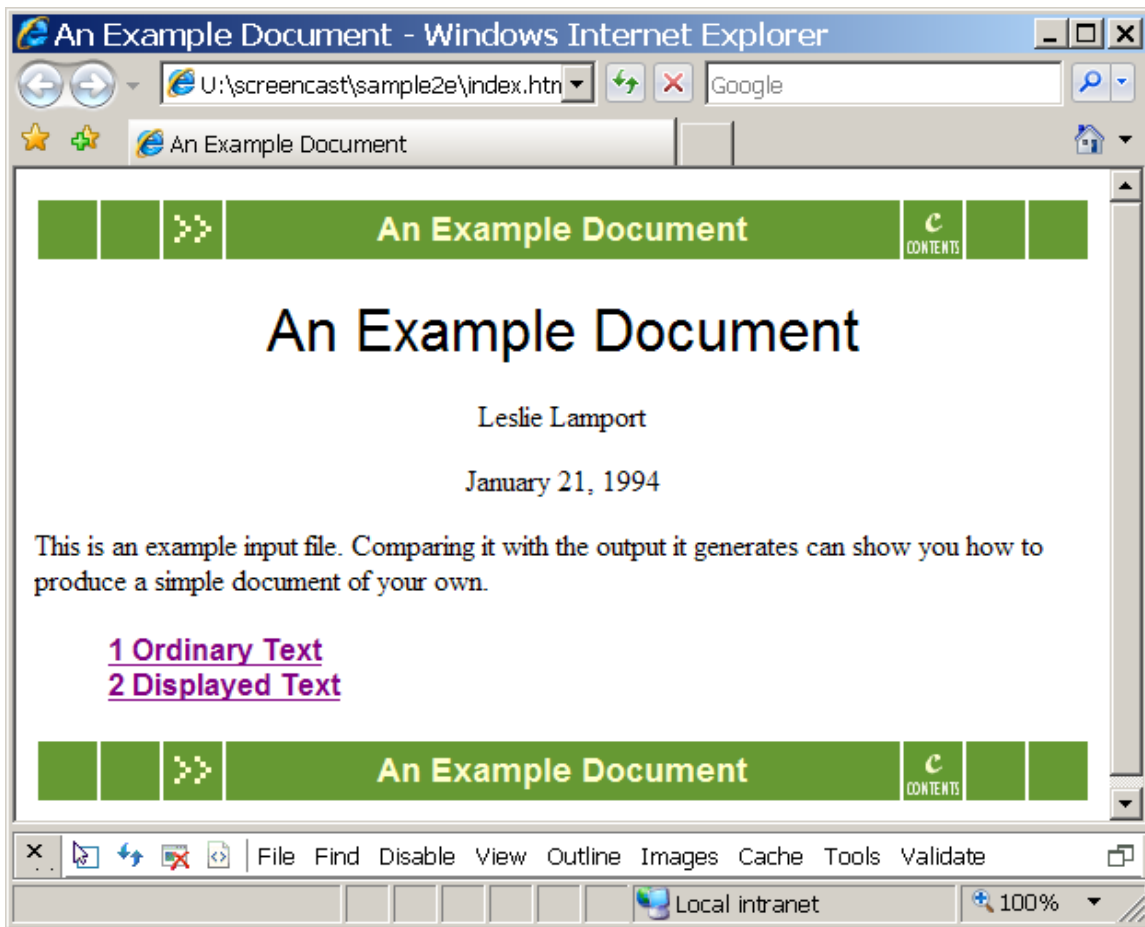 An Example Document - Windows Internet Explorer
U:\screencast\sample2e\index.htn
Google
An Example Document
>> An Example Document c CONTENTS
An Example Document
Leslie Lamport
January 21, 1994
This is an example input file. Comparing it with the output it generates can show you how to
produce a simple document of your own.
1 Ordinary Text
2 Displayed Text
>> An Example Document c CONTENTS
File Find Disable View Outline Images Cache Tools Validate
Local intranet 100%